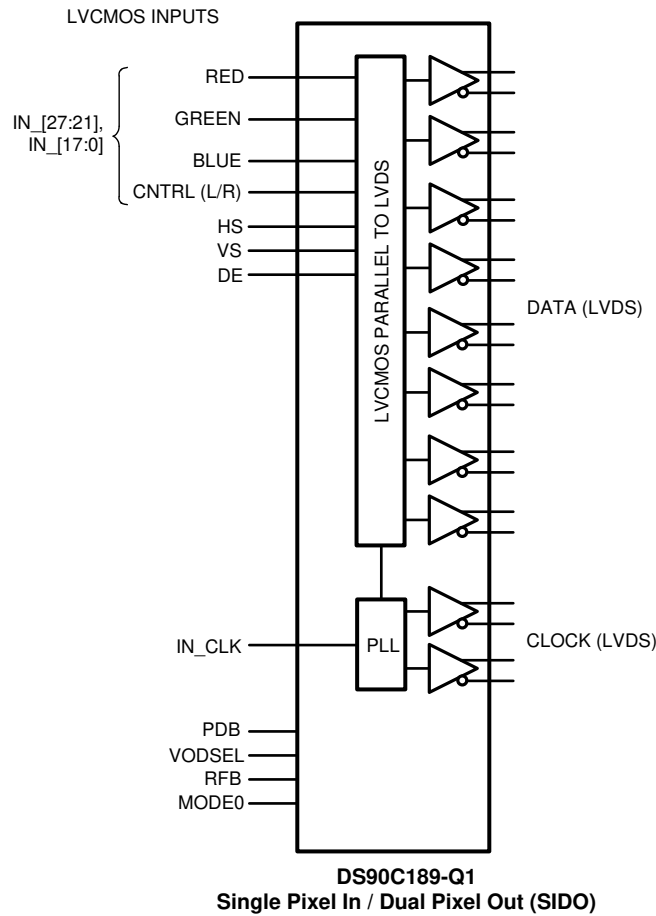 LVCMOS INPUTS
RED
GREEN
IN_[27:21],
IN_[17:0]
BLUE
CNTRL (L/R)
HS
VS
DE
LVCMOS PARALLEL TO LVDS
DATA (LVDS)
IN_CLK
PLL
CLOCK (LVDS)
PDB
VODSEL
RFB
MODE0
DS90C189-Q1
Single Pixel In / Dual Pixel Out (SIDO)